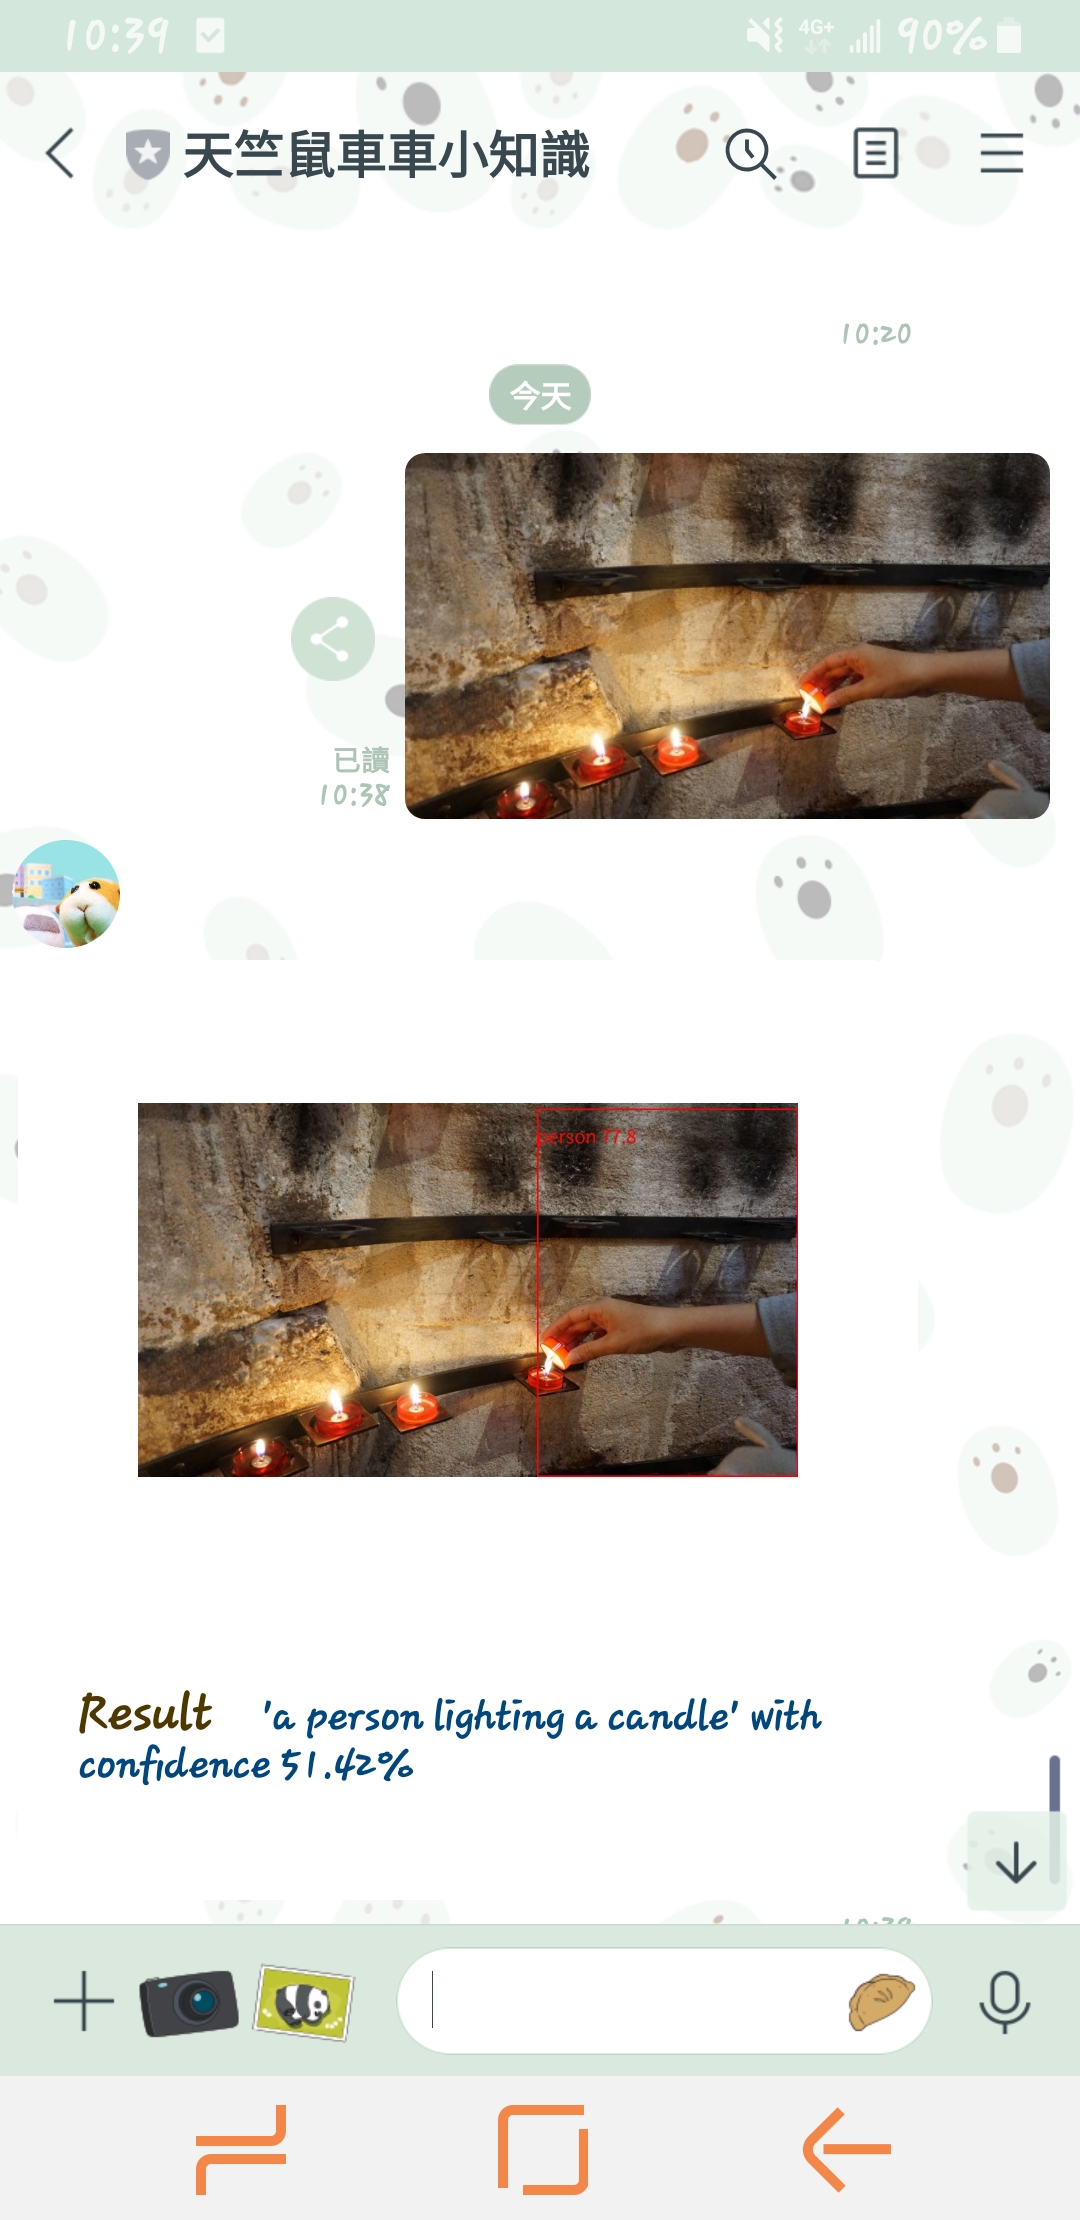 10:39
4G+ 90%
天竺鼠車車小知識
10:20
今天
已讀
10:38
person 77.8
Result 'a person lighting a candle' with
confidence 51.42%